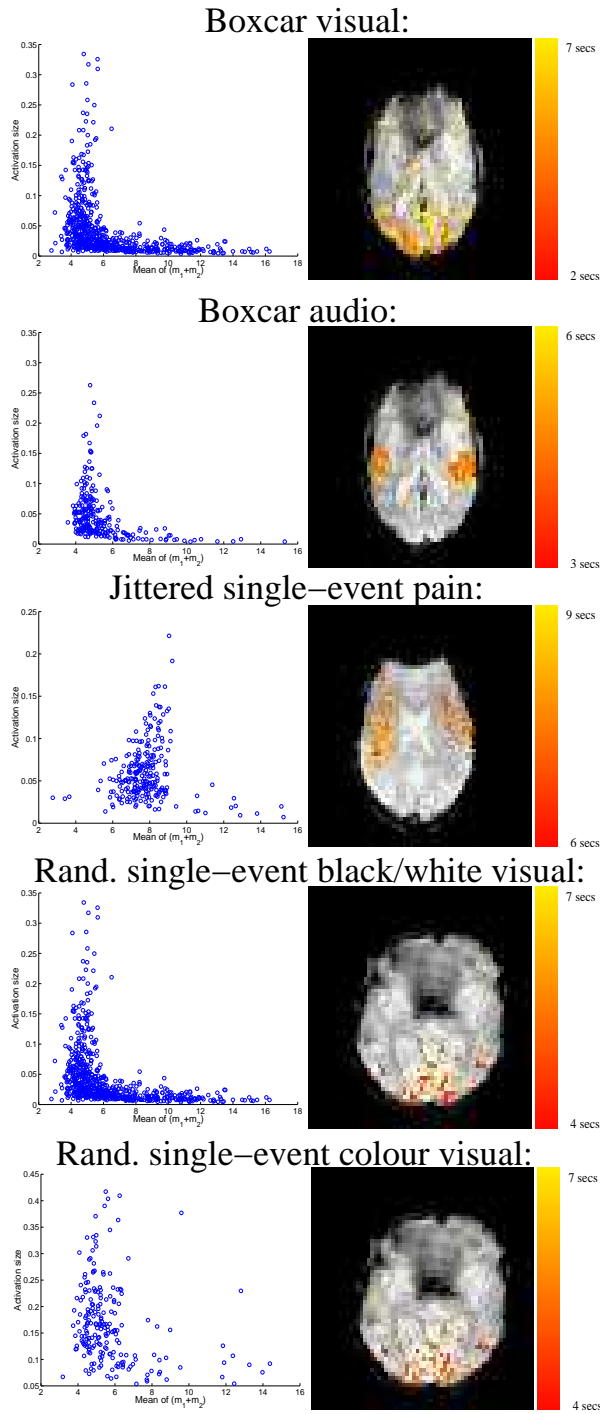 Boxcar visual:
0.35
0.3
0.25
0.2
0.15
0.1
0.05
0
Activation size
2 4 6 8 10 12 14 16 18
Mean of (m1+m2)
7 secs
2 secs
Boxcar audio:
0.35
0.3
0.25
0.2
0.15
0.1
0.05
0
Activation size
2 4 6 8 10 12 14 16
Mean of (m1+m2)
6 secs
3 secs
Jittered single−event pain:
0.25
0.2
0.15
0.1
0.05
0
Activation size
2 4 6 8 10 12 14 16
Mean of (m1+m2)
9 secs
6 secs
Rand. single−event black/white visual:
0.35
0.3
0.25
0.2
0.15
0.1
0.05
0
Activation size
2 4 6 8 10 12 14 16 18
Mean of (m1+m2)
7 secs
4 secs
Rand. single−event colour visual:
0.45
0.4
0.35
0.3
0.25
0.2
0.15
0.1
0.05
Activation size
2 4 6 8 10 12 14 16
Mean of (m1+m2)
7 secs
4 secs